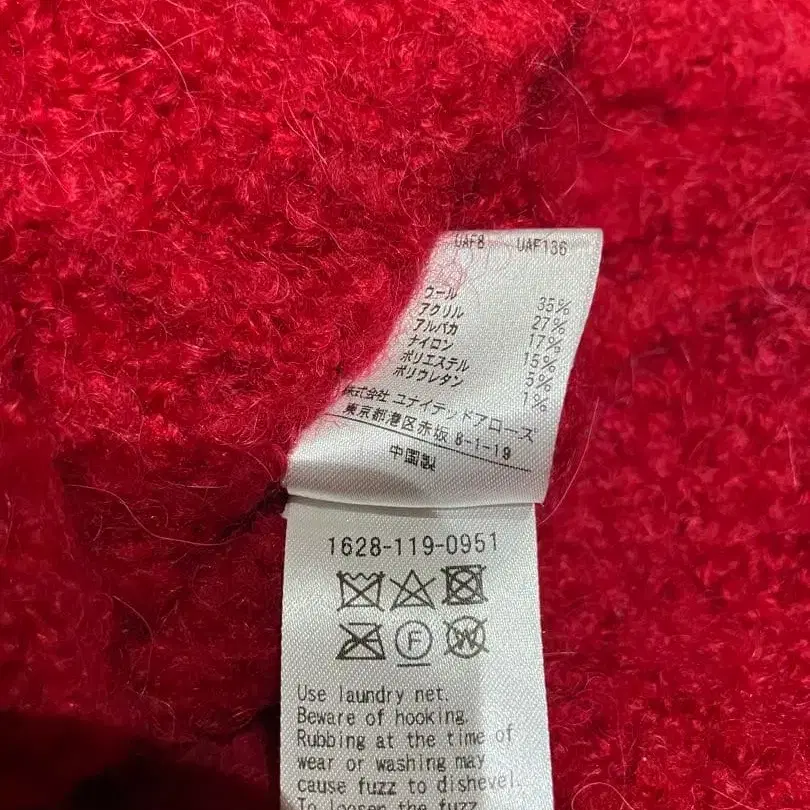 UAF8 UAF136
ウール 35%
アクリル 27%
アルパカ 17%
ナイロン 15%
ポリエステル 5%
ポリウレタン 1%
株式会社 ユナイテッドアローズ
東京都港区赤坂 8-1-19
中国製
1628-119-0951
F
W
Use laundry net.
Beware of hooking.
Rubbing at the time of
wear or washing may
cause fuzz to dishevel.
To loosen the fuzz